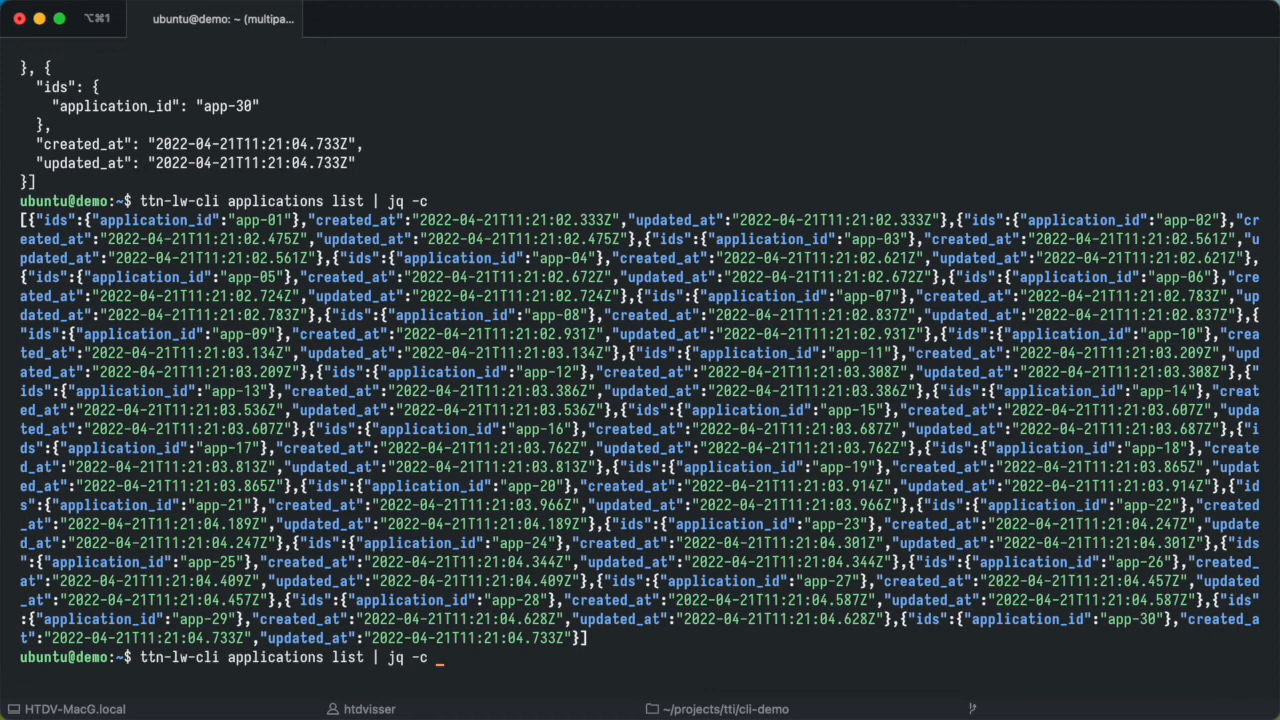 ⌥⌘1
ubuntu@demo: ~ (multipa...
}, {
  "ids": {
    "application_id": "app-30"
  },
  "created_at": "2022-04-21T11:21:04.733Z",
  "updated_at": "2022-04-21T11:21:04.733Z"
}]
ubuntu@demo:~$ ttn-lw-cli applications list | jq -c
[{"ids":{"application_id":"app-01"},"created_at":"2022-04-21T11:21:02.333Z","updated_at":"2022-04-21T11:21:02.333Z"},{"ids":{"application_id":"app-02"},"cr
eated_at":"2022-04-21T11:21:02.475Z","updated_at":"2022-04-21T11:21:02.475Z"},{"ids":{"application_id":"app-03"},"created_at":"2022-04-21T11:21:02.561Z","u
pdated_at":"2022-04-21T11:21:02.561Z"},{"ids":{"application_id":"app-04"},"created_at":"2022-04-21T11:21:02.621Z","updated_at":"2022-04-21T11:21:02.621Z"},
{"ids":{"application_id":"app-05"},"created_at":"2022-04-21T11:21:02.672Z","updated_at":"2022-04-21T11:21:02.672Z"},{"ids":{"application_id":"app-06"},"cre
ated_at":"2022-04-21T11:21:02.724Z","updated_at":"2022-04-21T11:21:02.724Z"},{"ids":{"application_id":"app-07"},"created_at":"2022-04-21T11:21:02.783Z","up
dated_at":"2022-04-21T11:21:02.783Z"},{"ids":{"application_id":"app-08"},"created_at":"2022-04-21T11:21:02.837Z","updated_at":"2022-04-21T11:21:02.837Z"},{
"ids":{"application_id":"app-09"},"created_at":"2022-04-21T11:21:02.931Z","updated_at":"2022-04-21T11:21:02.931Z"},{"ids":{"application_id":"app-10"},"crea
ted_at":"2022-04-21T11:21:03.134Z","updated_at":"2022-04-21T11:21:03.134Z"},{"ids":{"application_id":"app-11"},"created_at":"2022-04-21T11:21:03.209Z","upd
ated_at":"2022-04-21T11:21:03.209Z"},{"ids":{"application_id":"app-12"},"created_at":"2022-04-21T11:21:03.308Z","updated_at":"2022-04-21T11:21:03.308Z"},{"
ids":{"application_id":"app-13"},"created_at":"2022-04-21T11:21:03.386Z","updated_at":"2022-04-21T11:21:03.386Z"},{"ids":{"application_id":"app-14"},"creat
ed_at":"2022-04-21T11:21:03.536Z","updated_at":"2022-04-21T11:21:03.536Z"},{"ids":{"application_id":"app-15"},"created_at":"2022-04-21T11:21:03.607Z","upda
ted_at":"2022-04-21T11:21:03.607Z"},{"ids":{"application_id":"app-16"},"created_at":"2022-04-21T11:21:03.687Z","updated_at":"2022-04-21T11:21:03.687Z"},{"i
ds":{"application_id":"app-17"},"created_at":"2022-04-21T11:21:03.762Z","updated_at":"2022-04-21T11:21:03.762Z"},{"ids":{"application_id":"app-18"},"create
d_at":"2022-04-21T11:21:03.813Z","updated_at":"2022-04-21T11:21:03.813Z"},{"ids":{"application_id":"app-19"},"created_at":"2022-04-21T11:21:03.865Z","updat
ed_at":"2022-04-21T11:21:03.865Z"},{"ids":{"application_id":"app-20"},"created_at":"2022-04-21T11:21:03.914Z","updated_at":"2022-04-21T11:21:03.914Z"},{"id
s":{"application_id":"app-21"},"created_at":"2022-04-21T11:21:03.966Z","updated_at":"2022-04-21T11:21:03.966Z"},{"ids":{"application_id":"app-22"},"created
_at":"2022-04-21T11:21:04.189Z","updated_at":"2022-04-21T11:21:04.189Z"},{"ids":{"application_id":"app-23"},"created_at":"2022-04-21T11:21:04.247Z","update
d_at":"2022-04-21T11:21:04.247Z"},{"ids":{"application_id":"app-24"},"created_at":"2022-04-21T11:21:04.301Z","updated_at":"2022-04-21T11:21:04.301Z"},{"ids
":{"application_id":"app-25"},"created_at":"2022-04-21T11:21:04.344Z","updated_at":"2022-04-21T11:21:04.344Z"},{"ids":{"application_id":"app-26"},"created_
at":"2022-04-21T11:21:04.409Z","updated_at":"2022-04-21T11:21:04.409Z"},{"ids":{"application_id":"app-27"},"created_at":"2022-04-21T11:21:04.457Z","updated
_at":"2022-04-21T11:21:04.457Z"},{"ids":{"application_id":"app-28"},"created_at":"2022-04-21T11:21:04.587Z","updated_at":"2022-04-21T11:21:04.587Z"},{"ids"
:{"application_id":"app-29"},"created_at":"2022-04-21T11:21:04.628Z","updated_at":"2022-04-21T11:21:04.628Z"},{"ids":{"application_id":"app-30"},"created_a
t":"2022-04-21T11:21:04.733Z","updated_at":"2022-04-21T11:21:04.733Z"}]
ubuntu@demo:~$ ttn-lw-cli applications list | jq -c _
HTDV-MacG.local
htdvisser
~/projects/tti/cli-demo